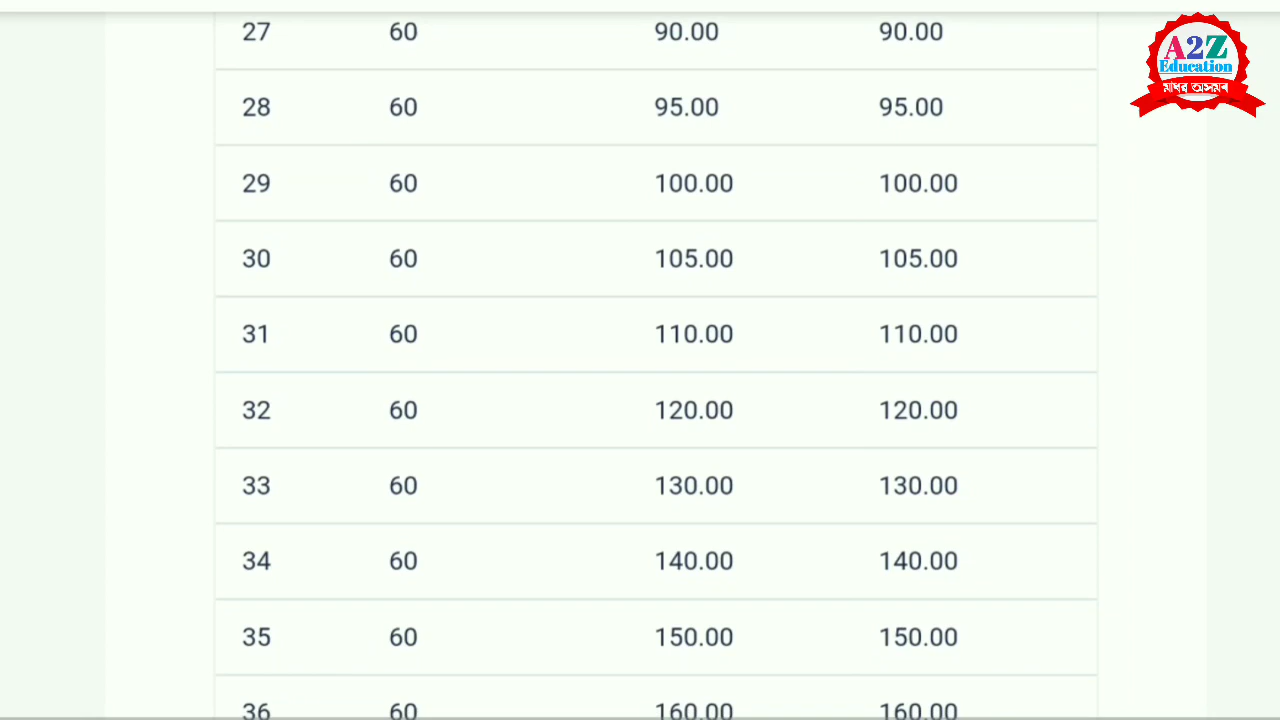 27 60 90.00 90.00
28 60 95.00 95.00
29 60 100.00 100.00
30 60 105.00 105.00
31 60 110.00 110.00
32 60 120.00 120.00
33 60 130.00 130.00
34 60 140.00 140.00
35 60 150.00 150.00
36 60 160.00 160.00
A2Z
Education
মাধৱ অসমৰ